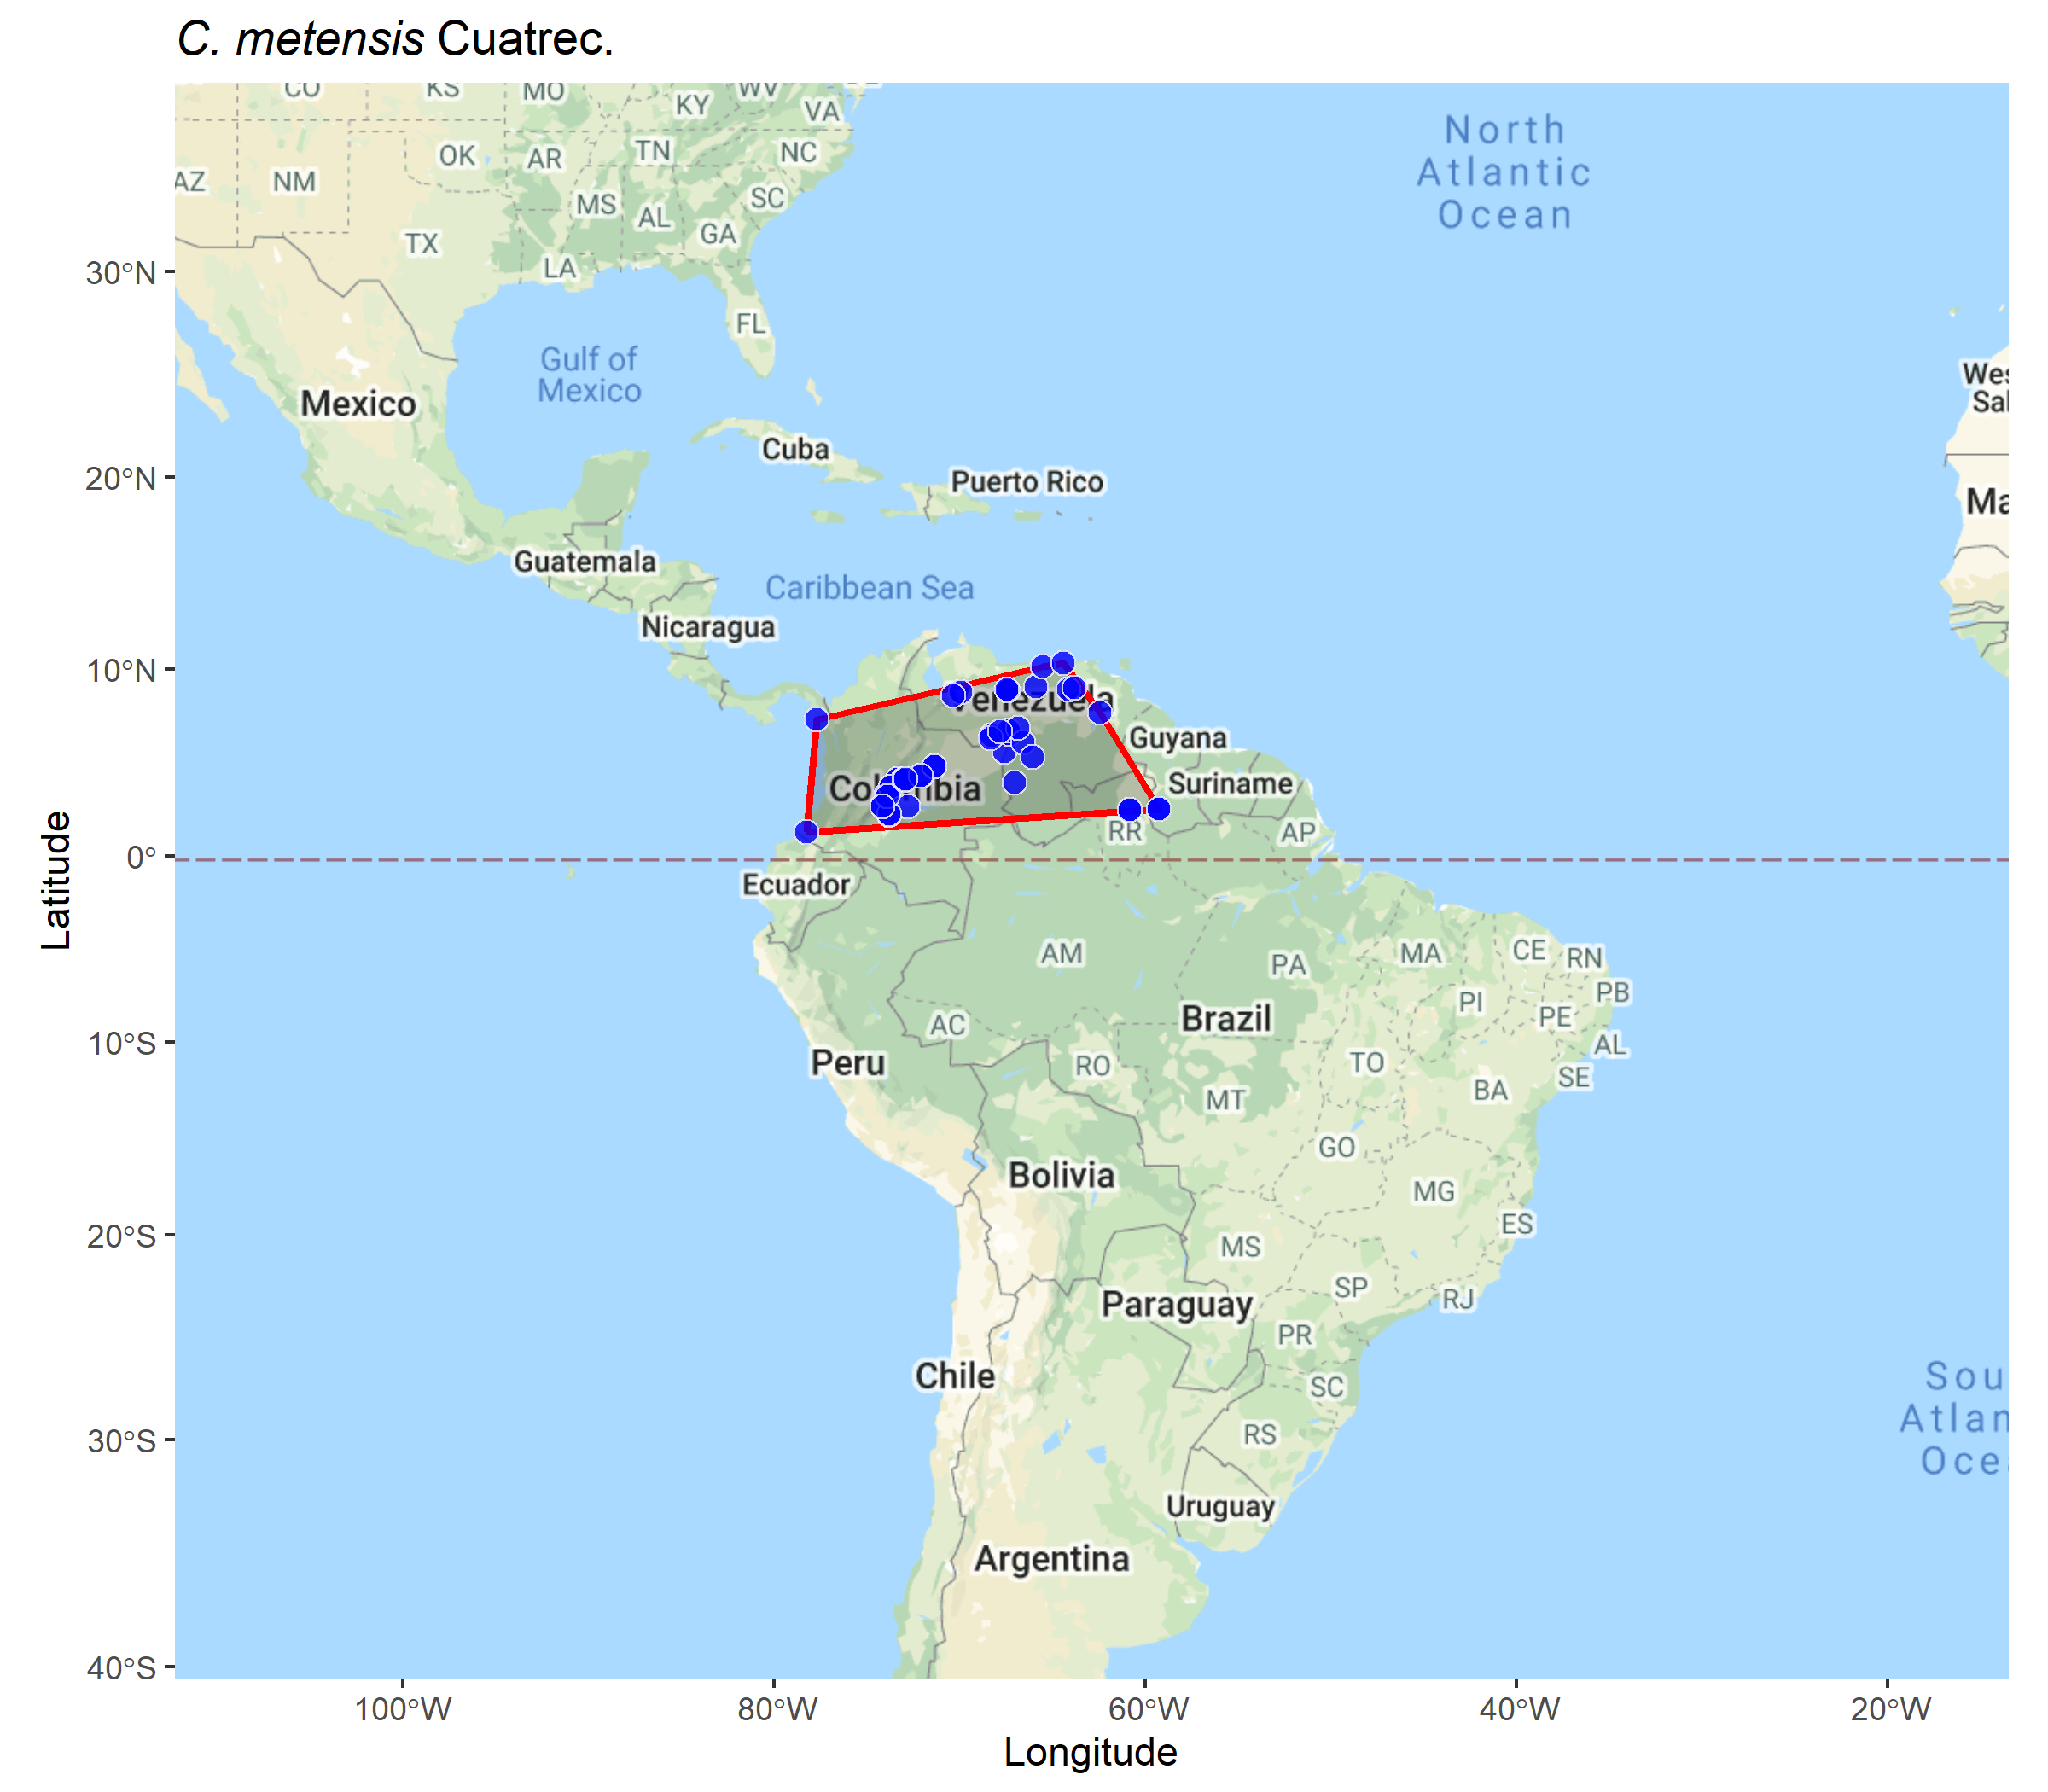 C. metensis Cuatrec.
CO
KS
MO
KY
WV
VA
OK
AR
TN
NC
AZ
NM
MS
AL
SC
TX
GA
LA
FL
North
Atlantic
Ocean
Gulf of
Mexico
Mexico
Cuba
Puerto Rico
Wes
Sal
Ma
Guatemala
Caribbean Sea
Nicaragua
Venezuela
Guyana
Colombia
Suriname
RR
AP
Ecuador
AM
PA
MA
CE
RN
PI
PB
PE
AL
AC
Brazil
Peru
RO
TO
SE
BA
MT
GO
Bolivia
MG
ES
MS
SP
RJ
Paraguay
PR
Chile
SC
RS
Uruguay
Argentina
Sou
Atlan
Oce
30°N
20°N
10°N
0°
10°S
20°S
30°S
40°S
Latitude
100°W
80°W
60°W
40°W
20°W
Longitude